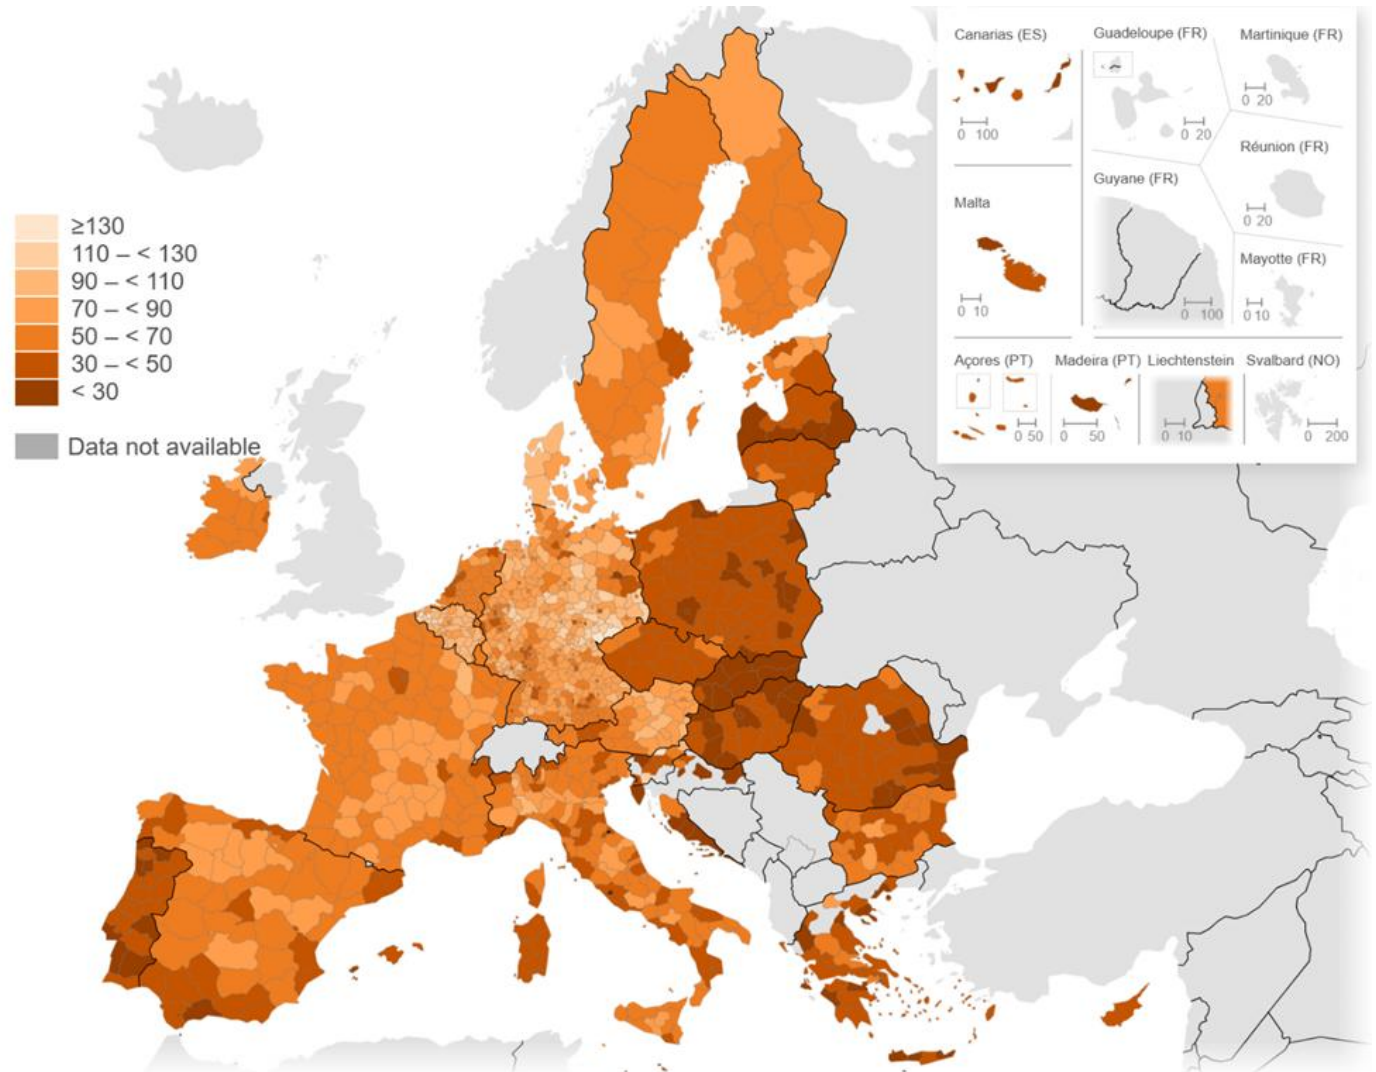 Canarias (ES)
0 100
Guadeloupe (FR)
0 20
Martinique (FR)
0 20
Réunion (FR)
0 20
Guyane (FR)
0 100
Malta
0 10
Mayotte (FR)
0 10
Açores (PT)
0 50
Madeira (PT)
0 50
Liechtenstein
0 10
Svalbard (NO)
0 200
≥130
110 – < 130
90 – < 110
70 – < 90
50 – < 70
30 – < 50
< 30
Data not available